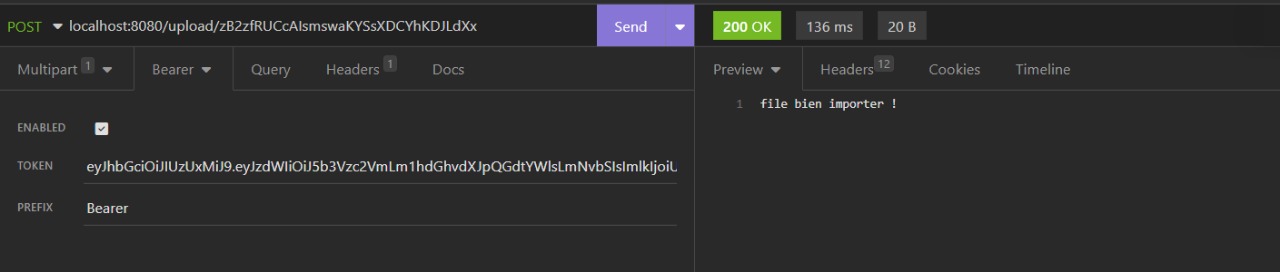 POST localhost:8080/upload/zB2zfRUCcAIsmswaKYSsXDCYhKDJLdXx Send 200 OK 136 ms 20 B
Multipart 1 Bearer Query Headers 1 Docs Preview Headers 12 Cookies Timeline
1 file bien importer !
ENABLED
TOKEN eyJhbGciOiJIUzUxMiJ9.eyJzdWIiOiJ5b3Vzc2VmLm1hdGhvdXJpQGdtYWlsLmNvbSIsImlkIjoiU
PREFIX Bearer